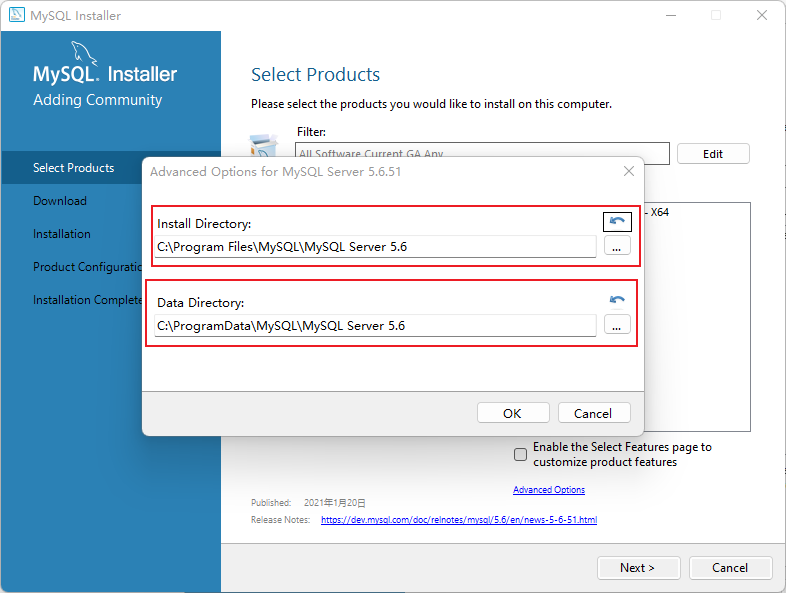 MySQL Installer
MySQL. Installer
Adding Community
Select Products
Download
Installation
Product Configuratio
Installation Complete
Select Products
Please select the products you would like to install on this computer.
Filter:
All Software,Current GA,Any
Edit
- X64
Advanced Options for MySQL Server 5.6.51
Install Directory:
C:\Program Files\MySQL\MySQL Server 5.6
...
Data Directory:
C:\ProgramData\MySQL\MySQL Server 5.6
...
OK
Cancel
Enable the Select Features page to
customize product features
Advanced Options
Published: 2021年1月20日
Release Notes: https://dev.mysql.com/doc/relnotes/mysql/5.6/en/news-5-6-51.html
Next >
Cancel